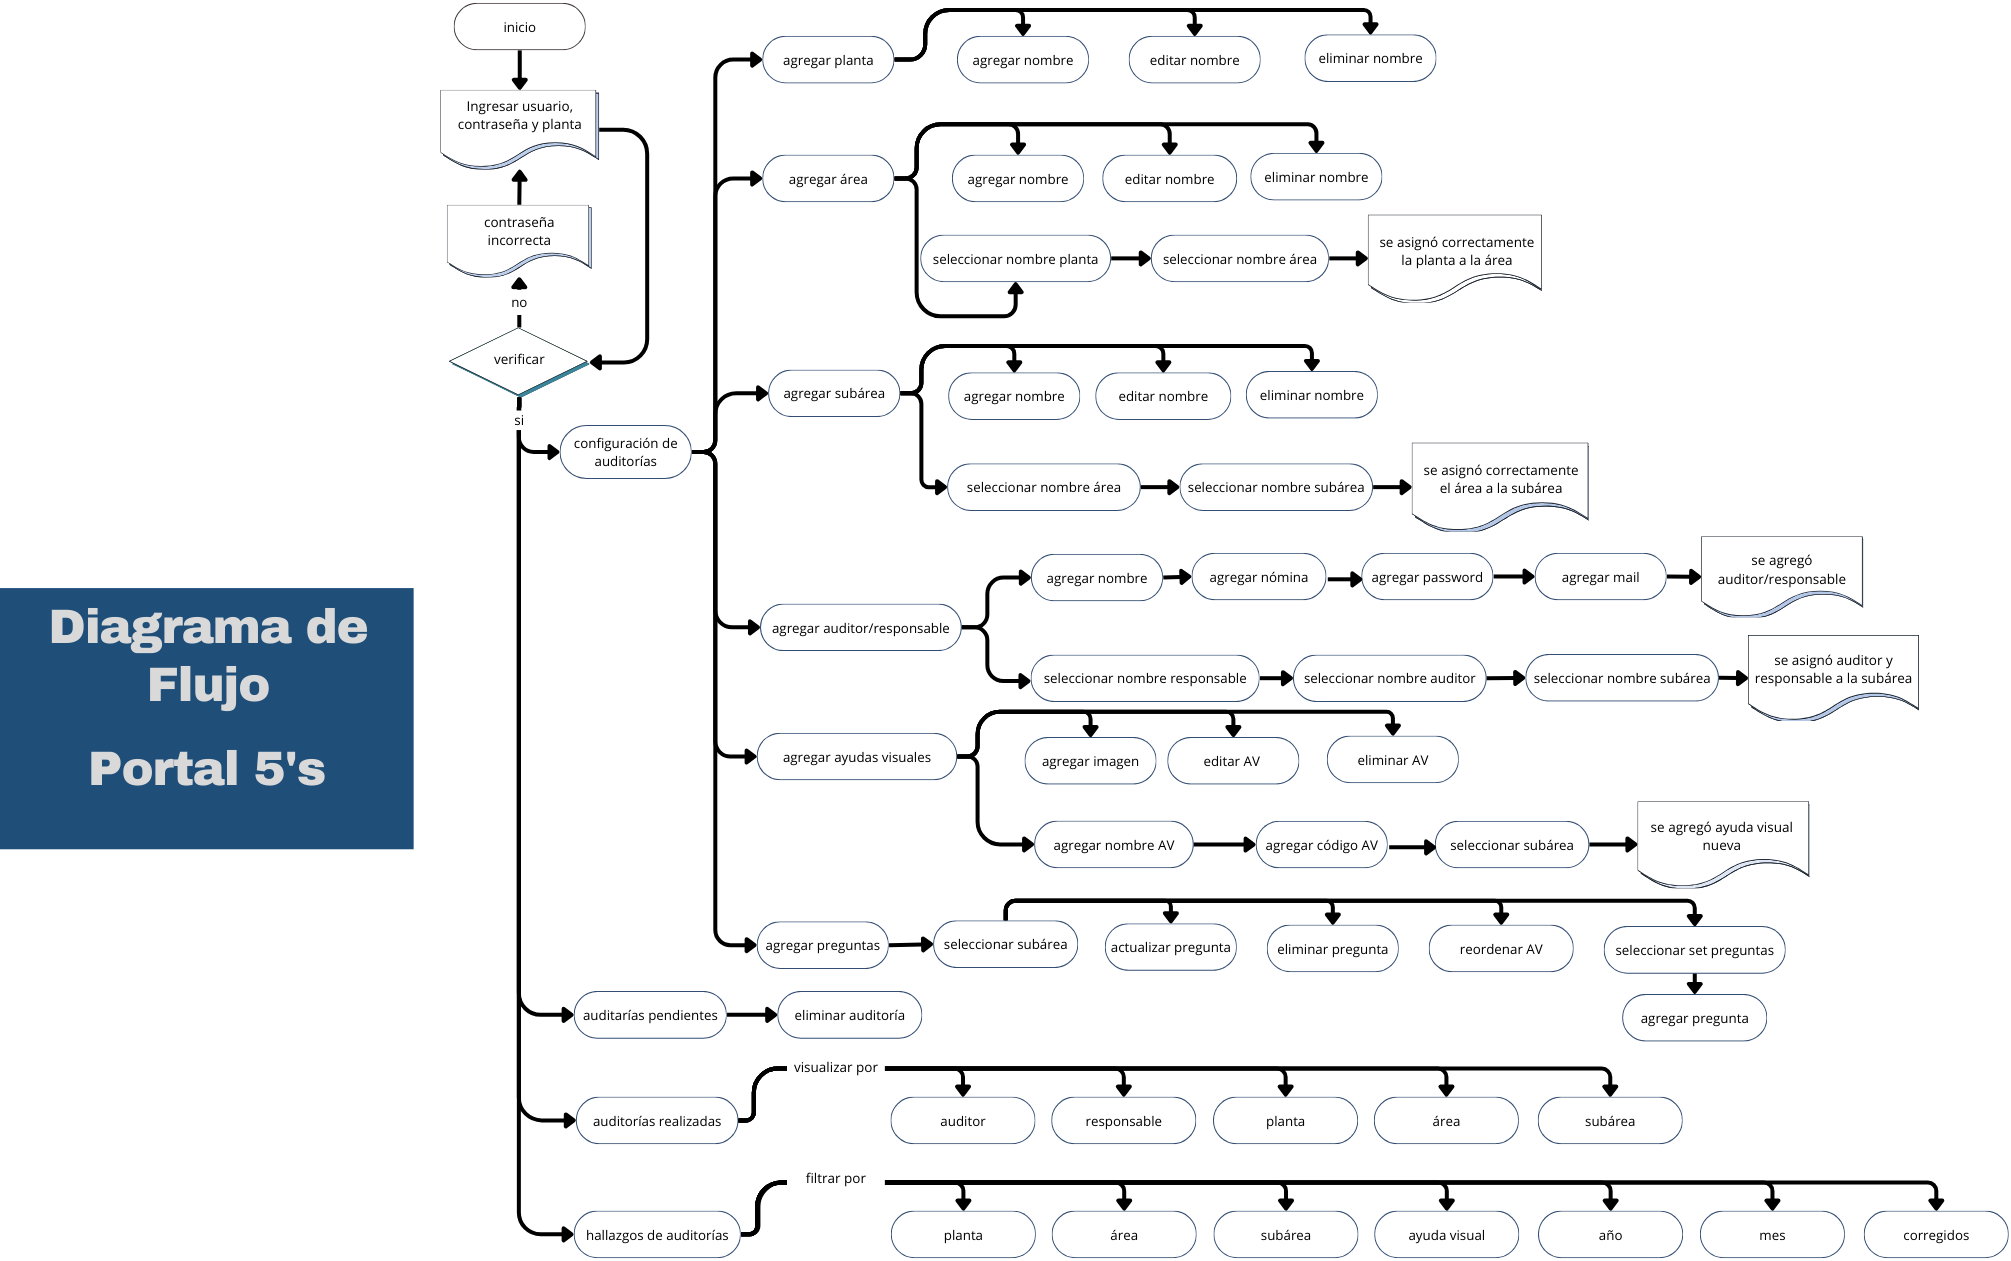 inicio
Ingresar usuario,
contraseña y planta
contraseña
incorrecta
no
verificar
si
configuración de
auditorías
agregar planta
agregar nombre
editar nombre
eliminar nombre
agregar área
agregar nombre
editar nombre
eliminar nombre
seleccionar nombre planta
seleccionar nombre área
se asignó correctamente
la planta a la área
agregar subárea
agregar nombre
editar nombre
eliminar nombre
seleccionar nombre área
seleccionar nombre subárea
se asignó correctamente
el área a la subárea
agregar auditor/responsable
agregar nombre
agregar nómina
agregar password
agregar mail
se agregó
auditor/responsable
seleccionar nombre responsable
seleccionar nombre auditor
seleccionar nombre subárea
se asignó auditor y
responsable a la subárea
agregar ayudas visuales
agregar imagen
editar AV
eliminar AV
agregar nombre AV
agregar código AV
seleccionar subárea
se agregó ayuda visual
nueva
agregar preguntas
seleccionar subárea
actualizar pregunta
eliminar pregunta
reordenar AV
seleccionar set preguntas
agregar pregunta
auditarías pendientes
eliminar auditoría
auditorías realizadas
visualizar por
auditor
responsable
planta
área
subárea
hallazgos de auditorías
filtrar por
planta
área
subárea
ayuda visual
año
mes
corregidos
Diagrama de
Flujo
Portal 5's